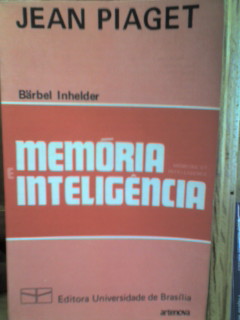 JEAN PIAGET
Bärbel Inhelder
MEMÓRIA
E INTELIGÊNCIA
Editora Universidade de Brasília
artenova